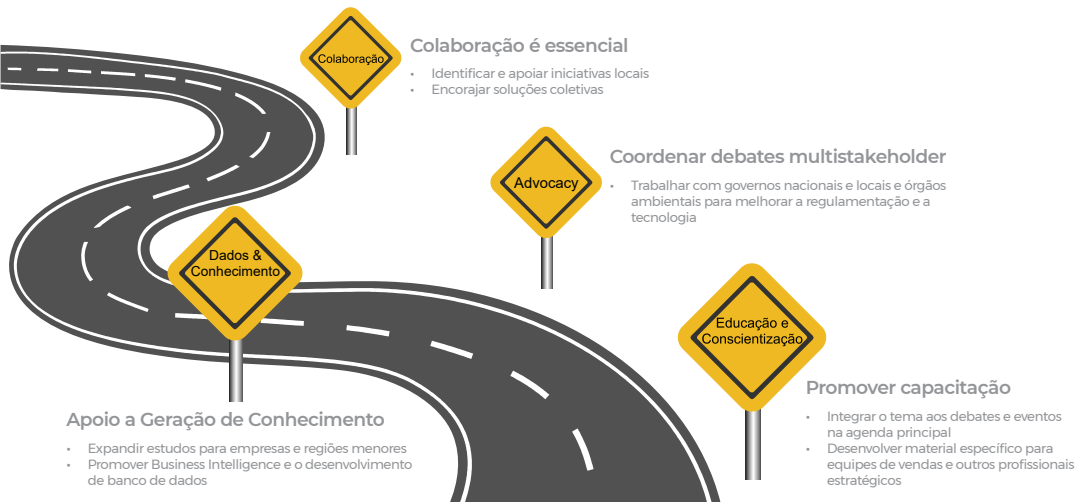 Colaboração
Colaboração é essencial
• Identificar e apoiar iniciativas locais
• Encorajar soluções coletivas
Advocacy
Coordenar debates multistakeholder
• Trabalhar com governos nacionais e locais e órgãos
ambientais para melhorar a regulamentação e a
tecnologia
Dados &
Conhecimento
Apoio a Geração de Conhecimento
• Expandir estudos para empresas e regiões menores
• Promover Business Intelligence e o desenvolvimento
de banco de dados
Educação e
Conscientização
Promover capacitação
• Integrar o tema aos debates e eventos
na agenda principal
• Desenvolver material específico para
equipes de vendas e outros profissionais
estratégicos